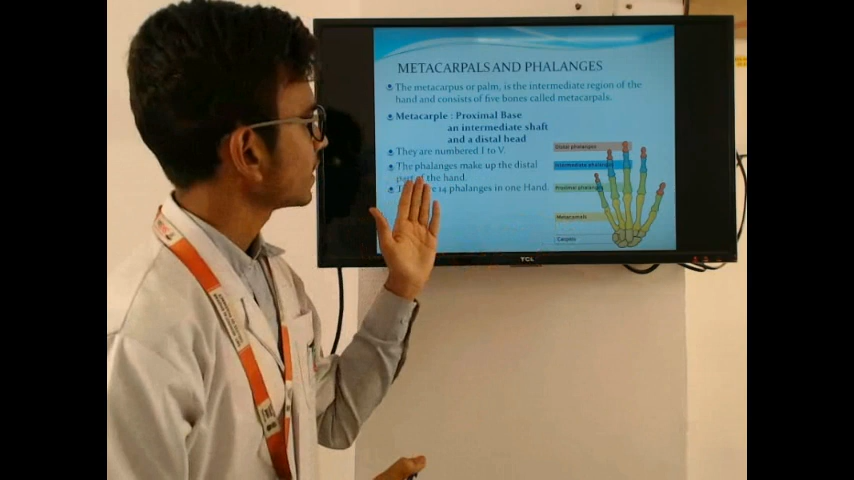 METACARPALS AND PHALANGES
The metacarpus or palm, is the intermediate region of the
hand and consists of five bones called metacarpals.
Metacarple : Proximal Base
an intermediate shaft
and a distal head
They are numbered I to V.
The phalanges make up the distal
part of the hand.
14 phalanges in one Hand.
Distal phalanges
Intermediate phalanges
Proximal phalanges
Metacarpals
Carpals
TCL